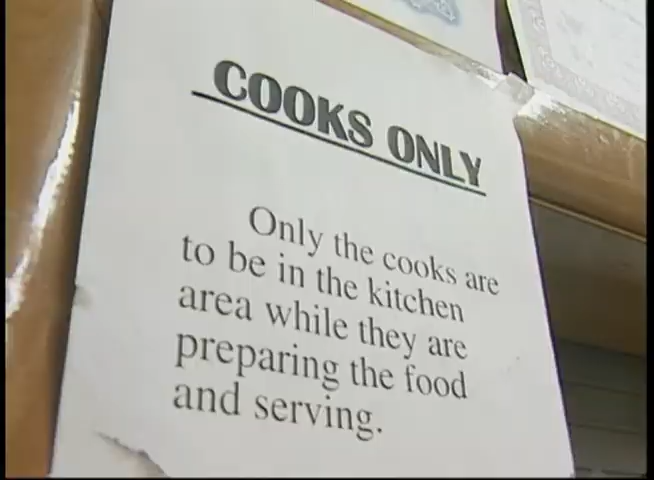 COOKS ONLY
Only the cooks are
to be in the kitchen
area while they are
preparing the food
and serving.